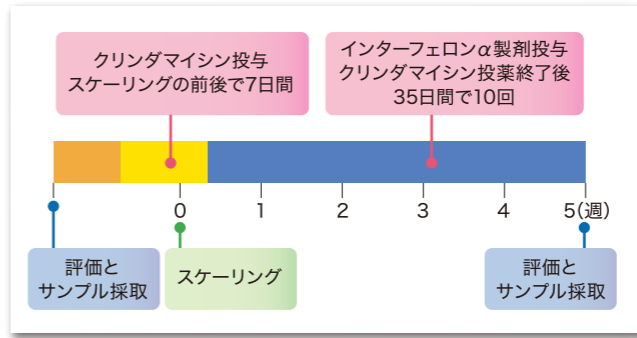 クリンダマイシン投与
スケーリングの前後で7日間
インターフェロンα製剤投与
クリンダマイシン投薬終了後
35日間で10回
0 1 2 3 4 5(週)
評価と
サンプル採取
スケーリング
評価と
サンプル採取